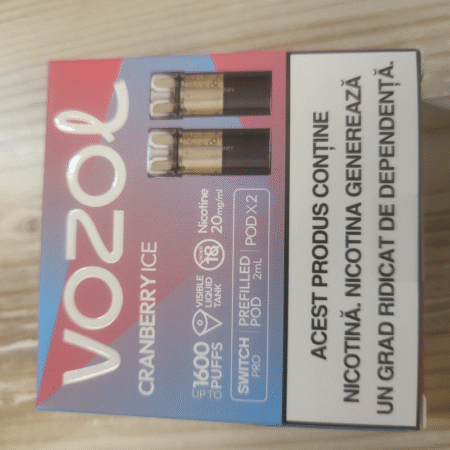 VOZOL
CRANBERRY ICE
UP TO 1600 PUFFS
VISIBLE LIQUID TANK
18
Nicotine
20mg/ml
SWITCH PRO
PREFILLED POD 2mL
POD X 2
ACEST PRODUS CONȚINE
NICOTINĂ. NICOTINA GENEREAZĂ
UN GRAD RIDICAT DE DEPENDENȚĂ.